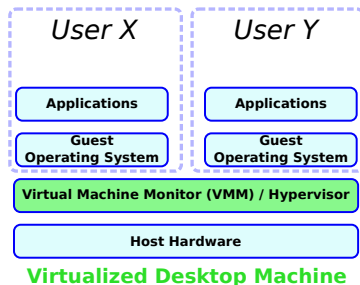 User X
User Y
Applications
Applications
Guest
Operating System
Guest
Operating System
Virtual Machine Monitor (VMM) / Hypervisor
Host Hardware
Virtualized Desktop Machine